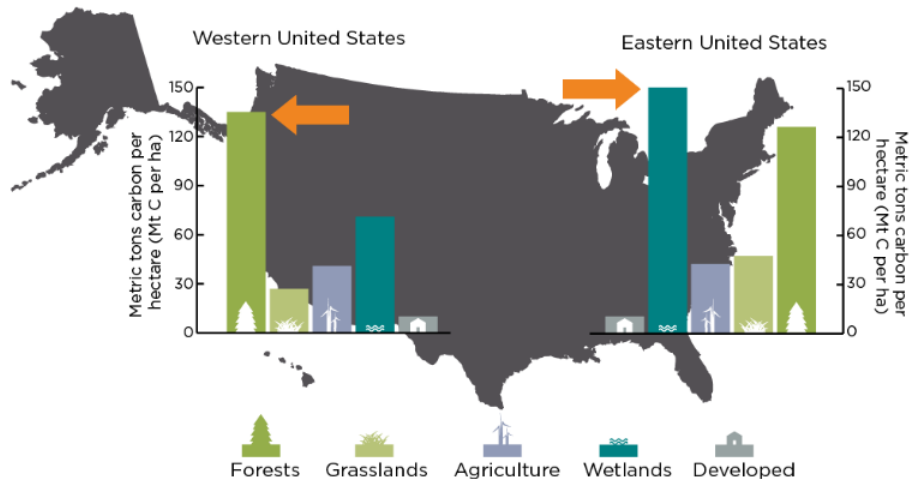 Western United States
Eastern United States
150
120
90
60
30
0
Metric tons carbon per
hectare (Mt C per ha)
150
120
90
60
30
0
Metric tons carbon per
hectare (Mt C per ha)
Forests
Grasslands
Agriculture
Wetlands
Developed